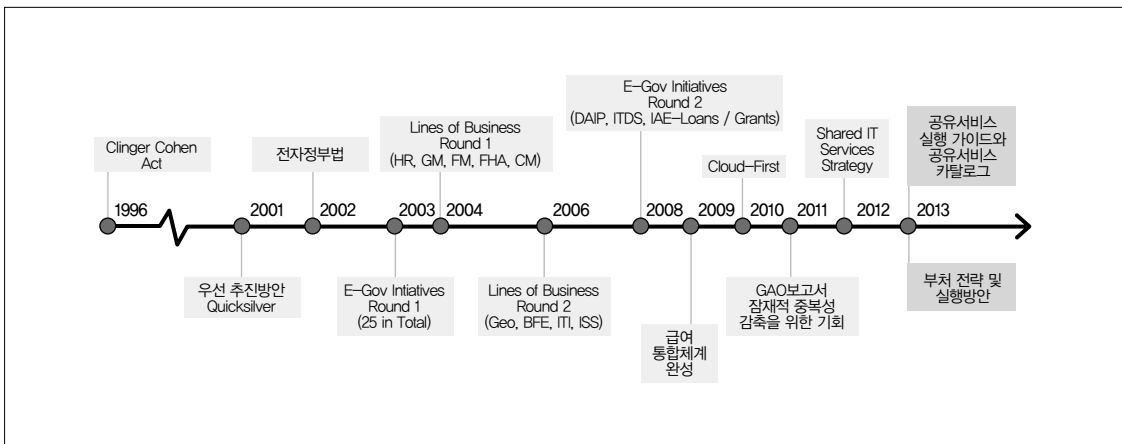 E-Gov Initiatives
Round 2
(DAIP, ITDS, IAE-Loans / Grants)
공유서비스
실행 가이드와
공유서비스
카탈로그
Lines of Business
Round 1
(HR, GM, FM, FHA, CM)
Shared IT
Services
Strategy
Clinger Cohen
Act
전자정부법
Cloud-First
1996
2001
2002
2003
2004
2006
2008
2009
2010
2011
2012
2013
우선 추진방안
Quicksilver
E-Gov Intiatives
Round 1
(25 in Total)
Lines of Business
Round 2
(Geo, BFE, ITI, ISS)
급여
통합체계
완성
GAO보고서
잠재적 중복성
감축을 위한 기회
부처 전략 및
실행방안